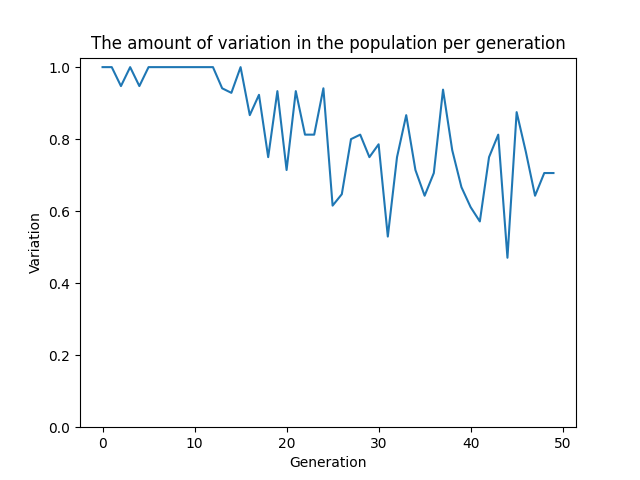 The amount of variation in the population per generation
1.0
0.8
0.6
0.4
0.2
0.0
Variation
0 10 20 30 40 50
Generation